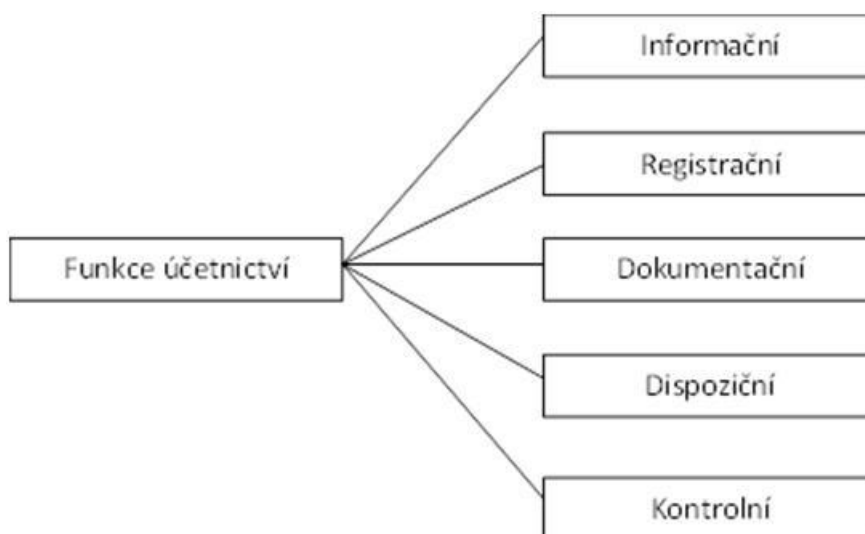 Informační
Registrační
Funkce účetnictví
Dokumentační
Dispoziční
Kontrolní